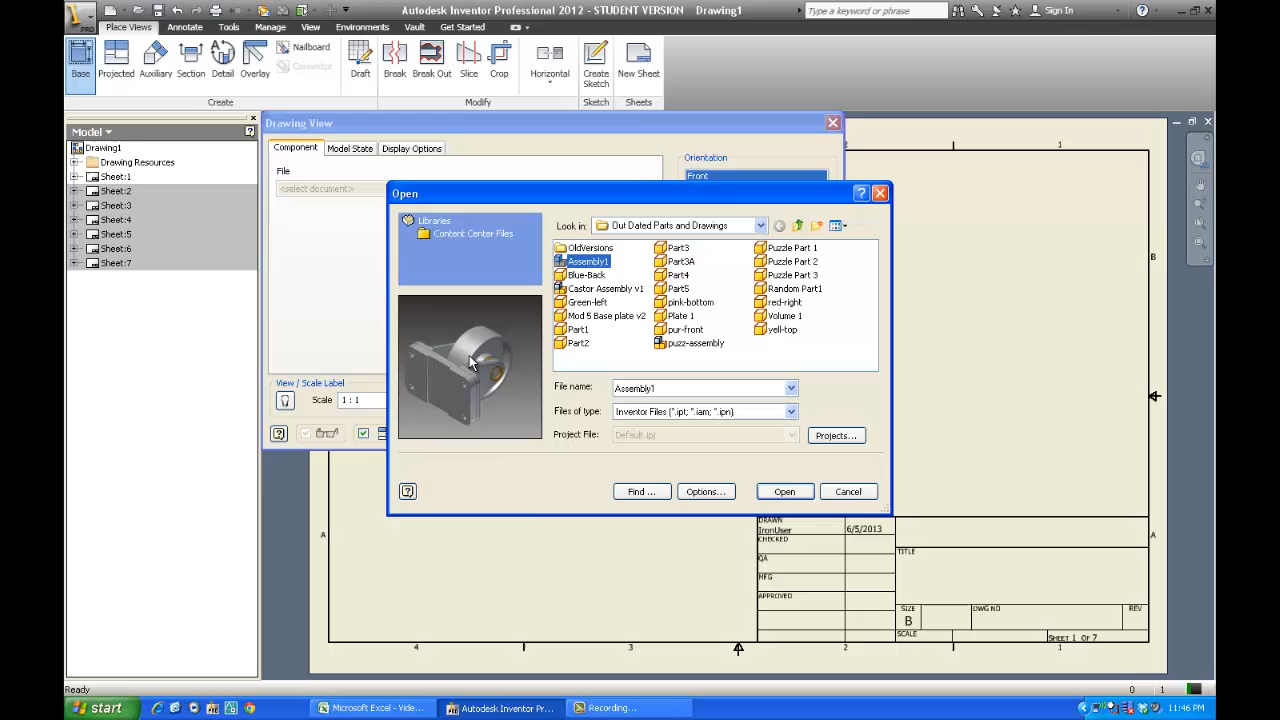 Autodesk Inventor Professional 2012 - STUDENT VERSION Drawing1
Type a keyword or phrase
Sign In
PRO
Place Views Annotate Tools Manage View Environments Vault Get Started
Base Projected Auxiliary Section Detail Overlay
Nailboard
Connector
Draft Break Break Out Slice Crop Horizontal Create Sketch New Sheet
Create Modify Sketch Sheets
Model
Drawing1
Drawing Resources
Sheet:1
Sheet:2
Sheet:3
Sheet:4
Sheet:5
Sheet:6
Sheet:7
Drawing View
Component Model State Display Options
File
<select document>
Orientation
Front
View / Scale Label
Scale 1 : 1
Open
Libraries
Content Center Files
Look in: Out Dated Parts and Drawings
OldVersions Part3 Puzzle Part 1
Assembly1 Part3A Puzzle Part 2
Blue-Back Part4 Puzzle Part 3
Castor Assembly v1 Part5 Random Part1
Green-left pink-bottom red-right
Mod 5 Base plate v2 Plate 1 Volume 1
Part1 pur-front yell-top
Part2 puzz-assembly
File name: Assembly1
Files of type: Inventor Files (*.ipt; *.iam; *.ipn)
Project File: Default.ipj Projects...
Find ... Options... Open Cancel
2 1
B B
A A
DRAWN
IronUser 6/5/2013
CHECKED
QA
MFG
APPROVED
TITLE
SIZE
B
DWG NO
REV
SCALE
SHEET 1 OF 7
4 3 2 1
Ready
0 1
start
Microsoft Excel - Vide...
Autodesk Inventor Pr...
Recording...
11:46 PM